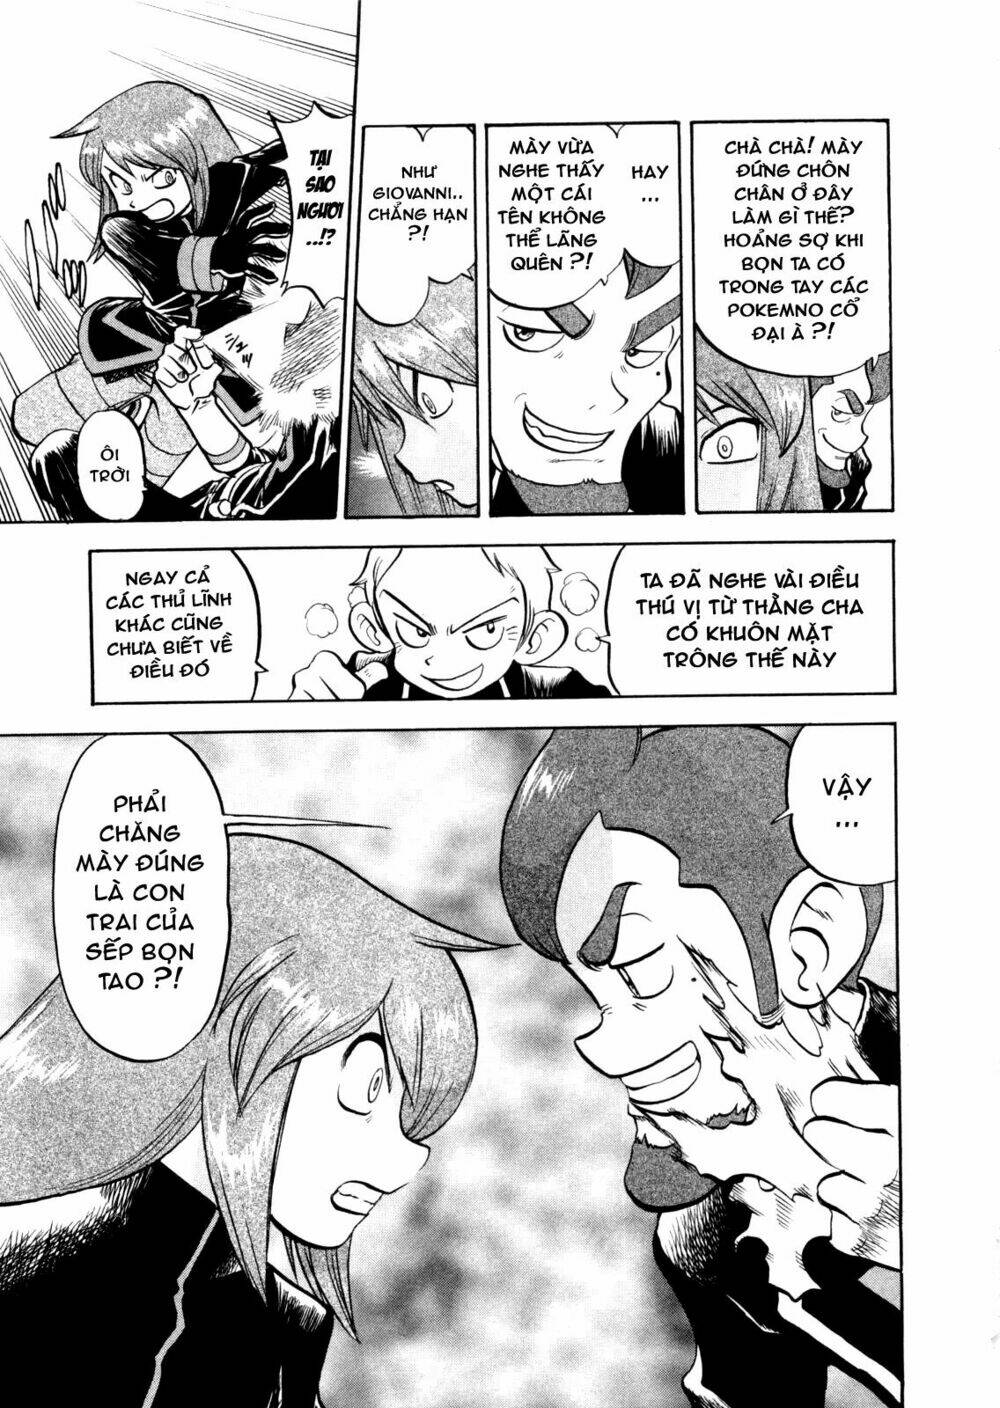 CHÀ CHÀ! MÀY
ĐỨNG CHÔN
CHÂN Ở ĐÂY
LÀM GÌ THẾ?
HOẢNG SỢ KHI
BỌN TA CÓ
TRONG TAY CÁC
POKEMNO CỔ
ĐẠI À ?!
HAY
...
MÀY VỪA
NGHE THẤY
MỘT CÁI
TÊN KHÔNG
THỂ LÃNG
QUÊN ?!
NHƯ
GIOVANNI..
CHẲNG HẠN
?!
TẠI
SAO
NGƯƠI
...!?
ÔI
TRỜI
TA ĐÃ NGHE VÀI ĐIỀU
THÚ VỊ TỪ THẰNG CHA
CÓ KHUÔN MẶT
TRÔNG THẾ NÀY
NGAY CẢ
CÁC THỦ LĨNH
KHÁC CŨNG
CHƯA BIẾT VỀ
ĐIỀU ĐÓ
VẬY
...
PHẢI
CHĂNG
MÀY ĐÚNG
LÀ CON
TRAI CỦA
SẾP BỌN
TAO ?!